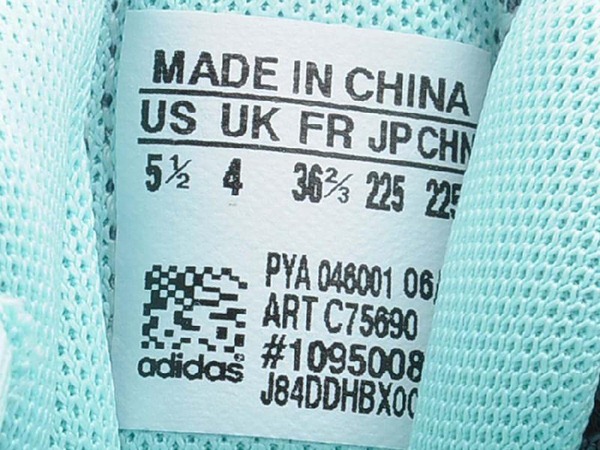 MADE IN CHINA
US UK FR JP CHN
5½ 4 36⅔ 225 225
PYA 046001 06
ART C75690
#1095008
J84DDHBX0
adidas